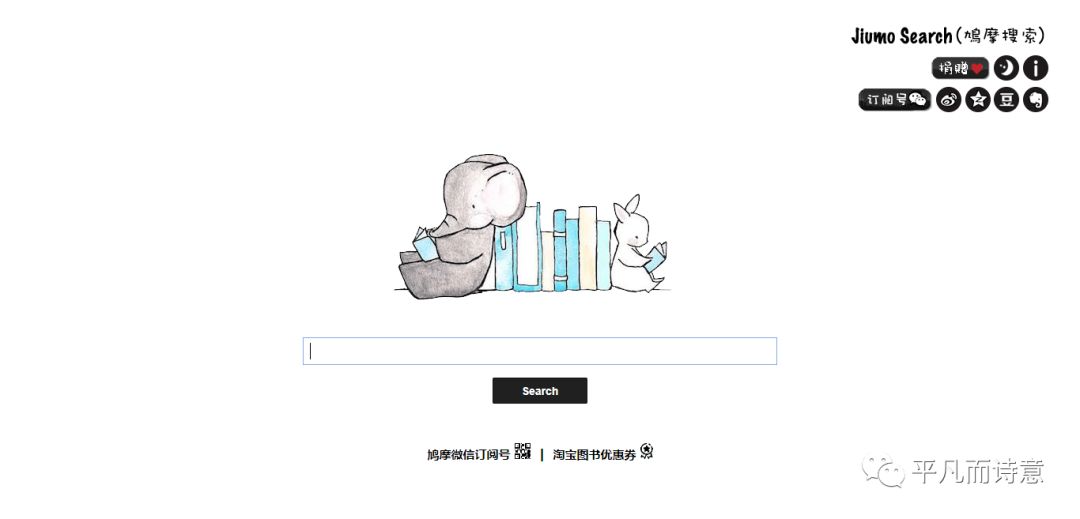 Jiumo Search(鸠摩搜索)
捐赠
订阅号
豆
Search
鸠摩微信订阅号 | 淘宝图书优惠券
平凡而诗意